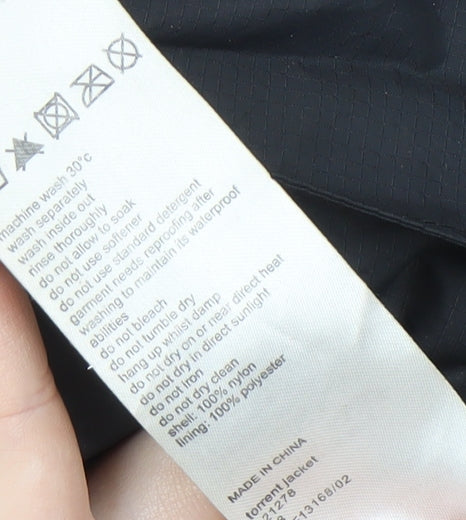 machine wash 30°c
wash separately
wash inside out
rinse thoroughly
do not allow to soak
do not use softener
do not use standard detergent
garment needs reproofing after
washing to maintain its waterproof
abilities
do not bleach
do not tumble dry
hang up whilst damp
do not dry on or near direct heat
do not dry in direct sunlight
do not iron
do not dry clean
shell: 100% nylon
lining: 100% polyester
MADE IN CHINA
torrent jacket
21278
13168/02